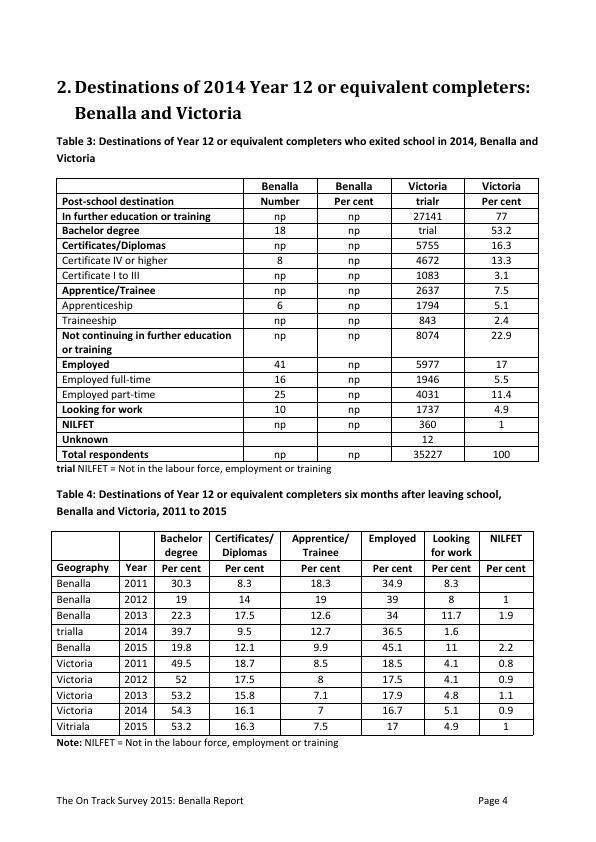 2. Destinations of 2014 Year 12 or equivalent completers:
Benalla and Victoria
Table 3: Destinations of Year 12 or equivalent completers who exited school in 2014, Benalla and
Victoria
Benalla Benalla Victoria Victoria
Post-school destination Number Per cent trialr Per cent
In further education or training np np 27141 77
Bachelor degree 18 np trial 53.2
Certificates/Diplomas np np 5755 16.3
Certificate IV or higher 8 np 4672 13.3
Certificate I to III np np 1083 3.1
Apprentice/Trainee np np 2637 7.5
Apprenticeship 6 np 1794 5.1
Traineeship np np 843 2.4
Not continuing in further education np np 8074 22.9
or training
Employed 41 np 5977 17
Employed full-time 16 np 1946 5.5
Employed part-time 25 np 4031 11.4
Looking for work 10 np 1737 4.9
NILFET np np 360 1
Unknown 12
Total respondents np np 35227 100
trial NILFET = Not in the labour force, employment or training
Table 4: Destinations of Year 12 or equivalent completers six months after leaving school,
Benalla and Victoria, 2011 to 2015
Bachelor Certificates/ Apprentice/ Employed Looking NILFET
degree Diplomas Trainee for work
Geography Year Per cent Per cent Per cent Per cent Per cent Per cent
Benalla 2011 30.3 8.3 18.3 34.9 8.3
Benalla 2012 19 14 19 39 8 1
Benalla 2013 22.3 17.5 12.6 34 11.7 1.9
trialla 2014 39.7 9.5 12.7 36.5 1.6
Benalla 2015 19.8 12.1 9.9 45.1 11 2.2
Victoria 2011 49.5 18.7 8.5 18.5 4.1 0.8
Victoria 2012 52 17.5 8 17.5 4.1 0.9
Victoria 2013 53.2 15.8 7.1 17.9 4.8 1.1
Victoria 2014 54.3 16.1 7 16.7 5.1 0.9
Vitriala 2015 53.2 16.3 7.5 17 4.9 1
Note: NILFET = Not in the labour force, employment or training
The On Track Survey 2015: Benalla Report Page 4